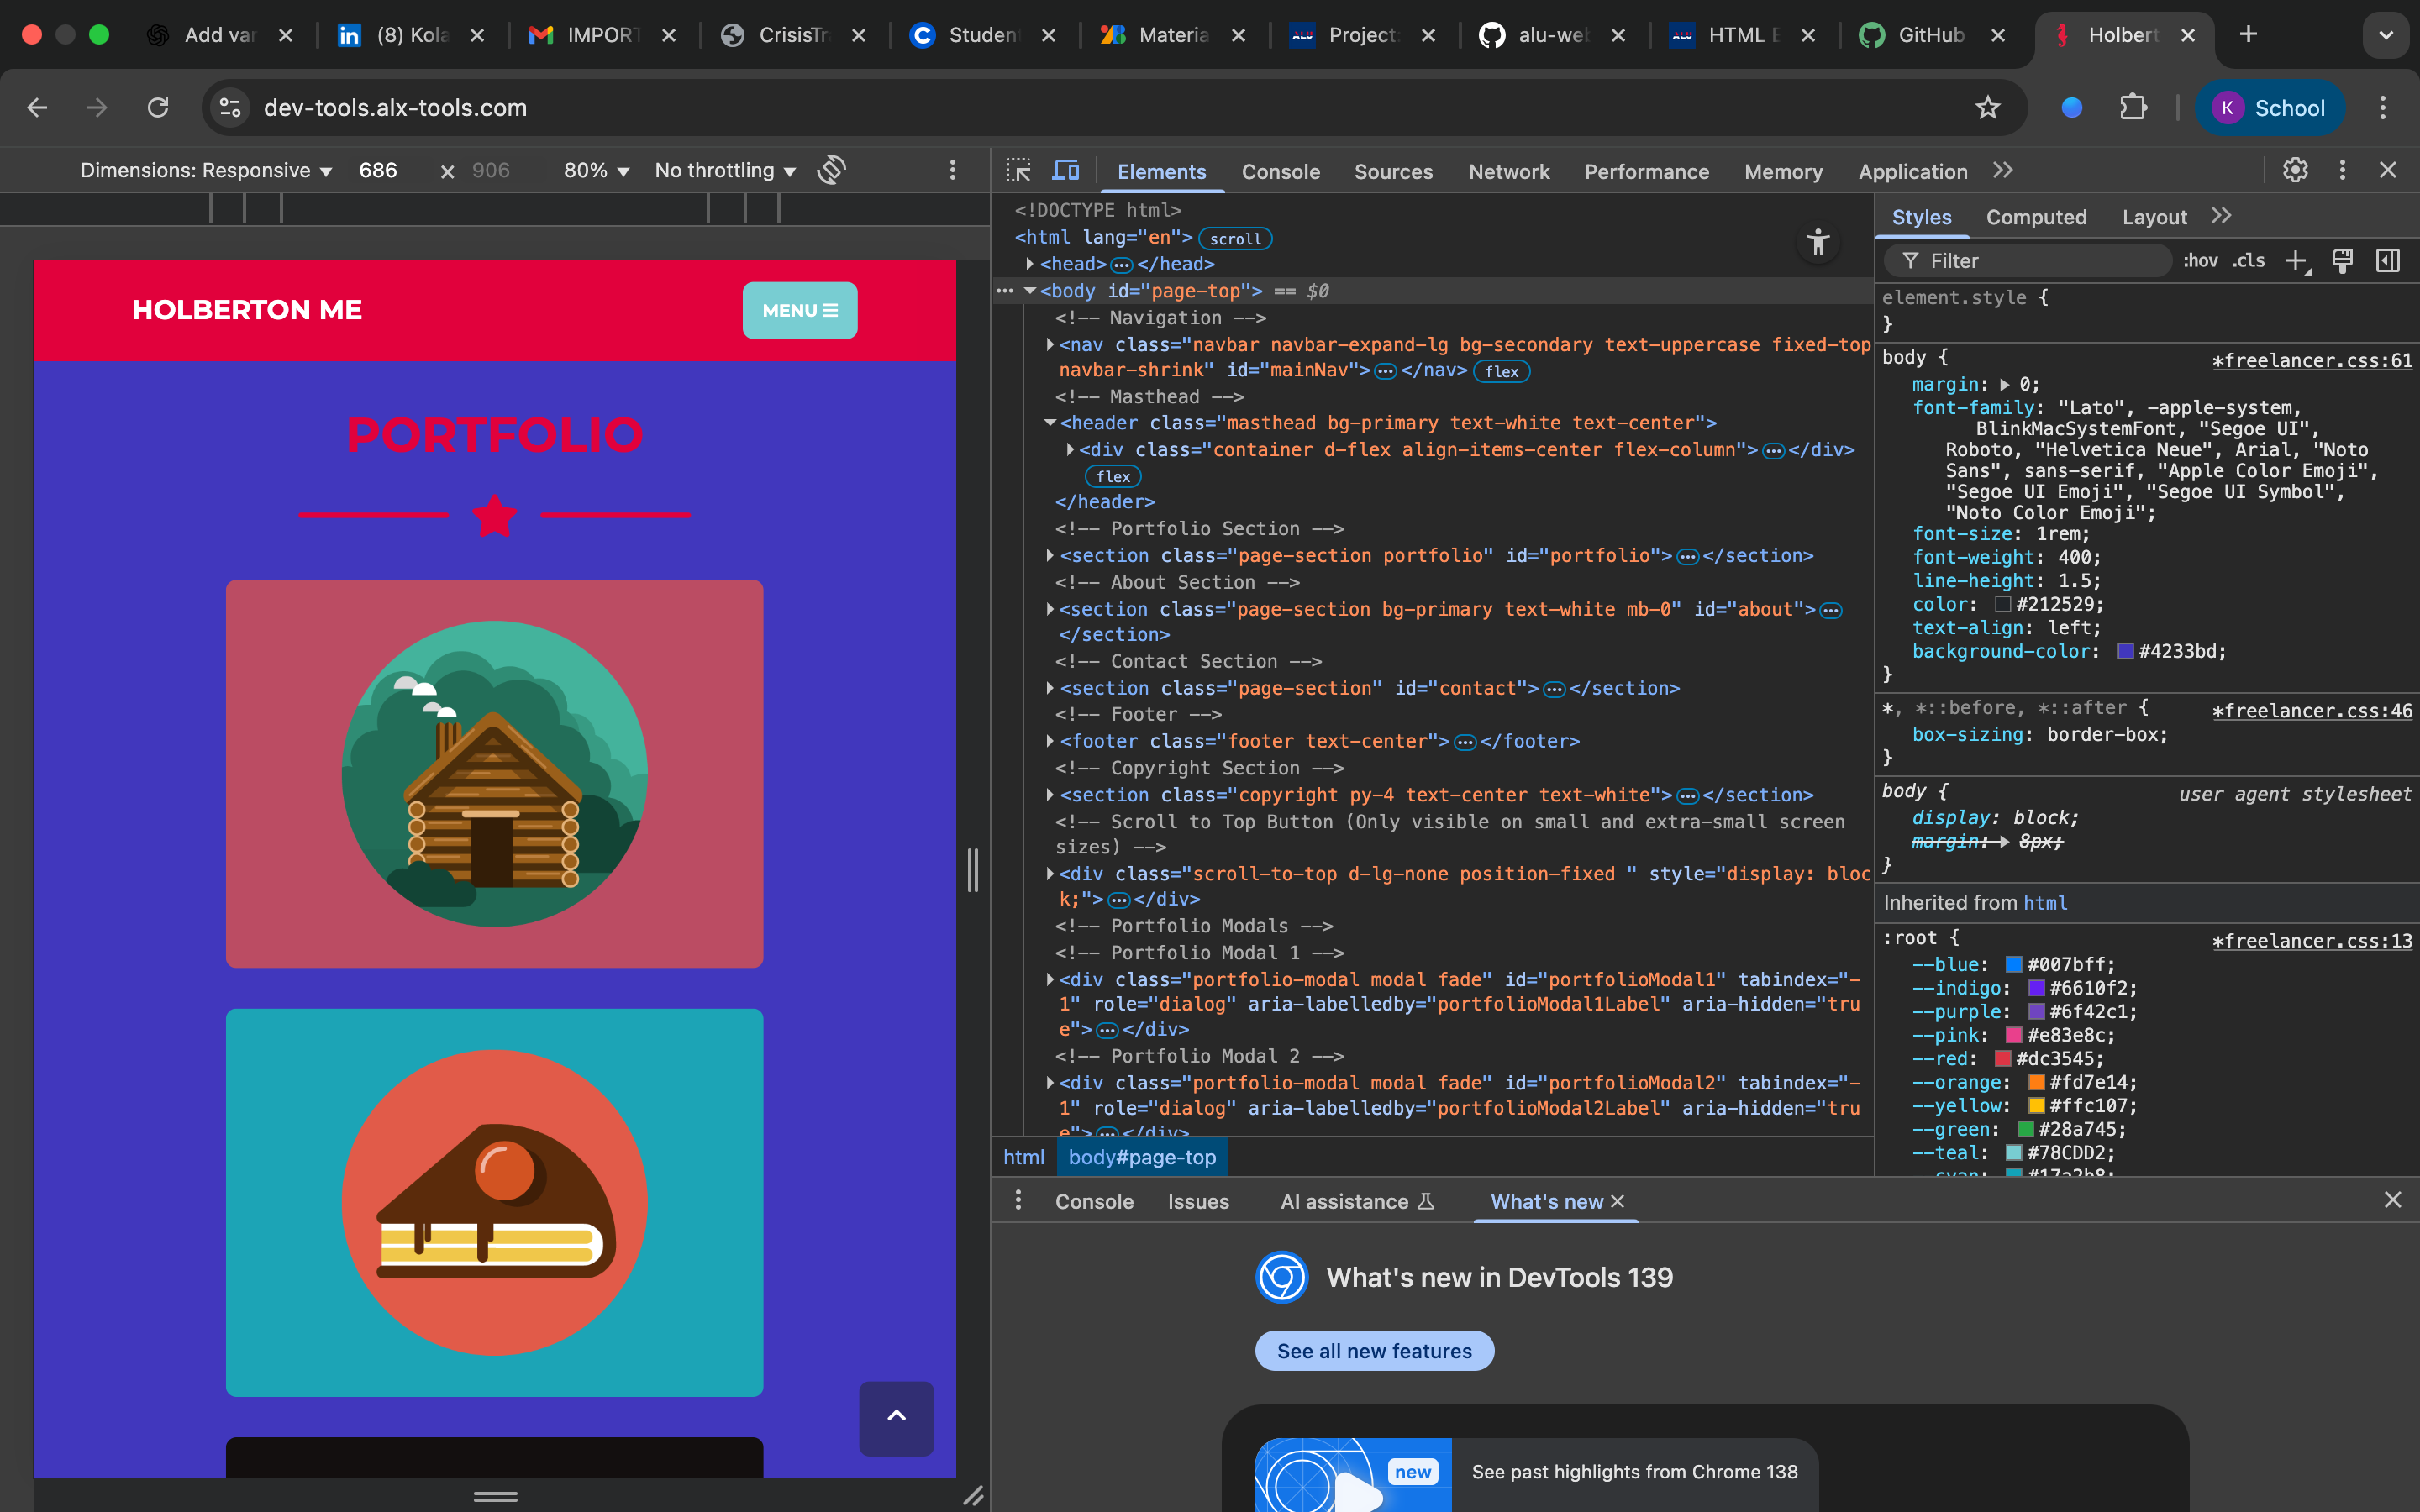 Add var
(8) Kola
IMPORT
CrisisTr
Student
Materia
Project:
alu-web
HTML E
GitHub
Holbert
dev-tools.alx-tools.com
K School
Dimensions: Responsive 686 × 906 80% No throttling
Elements Console Sources Network Performance Memory Application
HOLBERTON ME
MENU
PORTFOLIO
<!DOCTYPE html>
<html lang="en"> scroll
<head> … </head>
<body id="page-top"> == $0
<!-- Navigation -->
<nav class="navbar navbar-expand-lg bg-secondary text-uppercase fixed-top
navbar-shrink" id="mainNav"> … </nav> flex
<!-- Masthead -->
<header class="masthead bg-primary text-white text-center">
<div class="container d-flex align-items-center flex-column"> … </div>
flex
</header>
<!-- Portfolio Section -->
<section class="page-section portfolio" id="portfolio"> … </section>
<!-- About Section -->
<section class="page-section bg-primary text-white mb-0" id="about"> …
</section>
<!-- Contact Section -->
<section class="page-section" id="contact"> … </section>
<!-- Footer -->
<footer class="footer text-center"> … </footer>
<!-- Copyright Section -->
<section class="copyright py-4 text-center text-white"> … </section>
<!-- Scroll to Top Button (Only visible on small and extra-small screen
sizes) -->
<div class="scroll-to-top d-lg-none position-fixed " style="display: bloc
k;"> … </div>
<!-- Portfolio Modals -->
<!-- Portfolio Modal 1 -->
<div class="portfolio-modal modal fade" id="portfolioModal1" tabindex="-
1" role="dialog" aria-labelledby="portfolioModal1Label" aria-hidden="tru
e"> … </div>
<!-- Portfolio Modal 2 -->
<div class="portfolio-modal modal fade" id="portfolioModal2" tabindex="-
1" role="dialog" aria-labelledby="portfolioModal2Label" aria-hidden="tru
e"> … </div>
html body#page-top
Styles Computed Layout
Filter :hov .cls
element.style {
}
body { *freelancer.css:61
margin: 0;
font-family: "Lato", -apple-system,
BlinkMacSystemFont, "Segoe UI",
Roboto, "Helvetica Neue", Arial, "Noto
Sans", sans-serif, "Apple Color Emoji",
"Segoe UI Emoji", "Segoe UI Symbol",
"Noto Color Emoji";
font-size: 1rem;
font-weight: 400;
line-height: 1.5;
color: #212529;
text-align: left;
background-color: #4233bd;
}
*, *::before, *::after { *freelancer.css:46
box-sizing: border-box;
}
body { user agent stylesheet
display: block;
margin: 8px;
}
Inherited from html
:root { *freelancer.css:13
--blue: #007bff;
--indigo: #6610f2;
--purple: #6f42c1;
--pink: #e83e8c;
--red: #dc3545;
--orange: #fd7e14;
--yellow: #ffc107;
--green: #28a745;
--teal: #78CDD2;
--cyan: #17a2b8;
Console Issues AI assistance What's new
What's new in DevTools 139
See all new features
new
See past highlights from Chrome 138